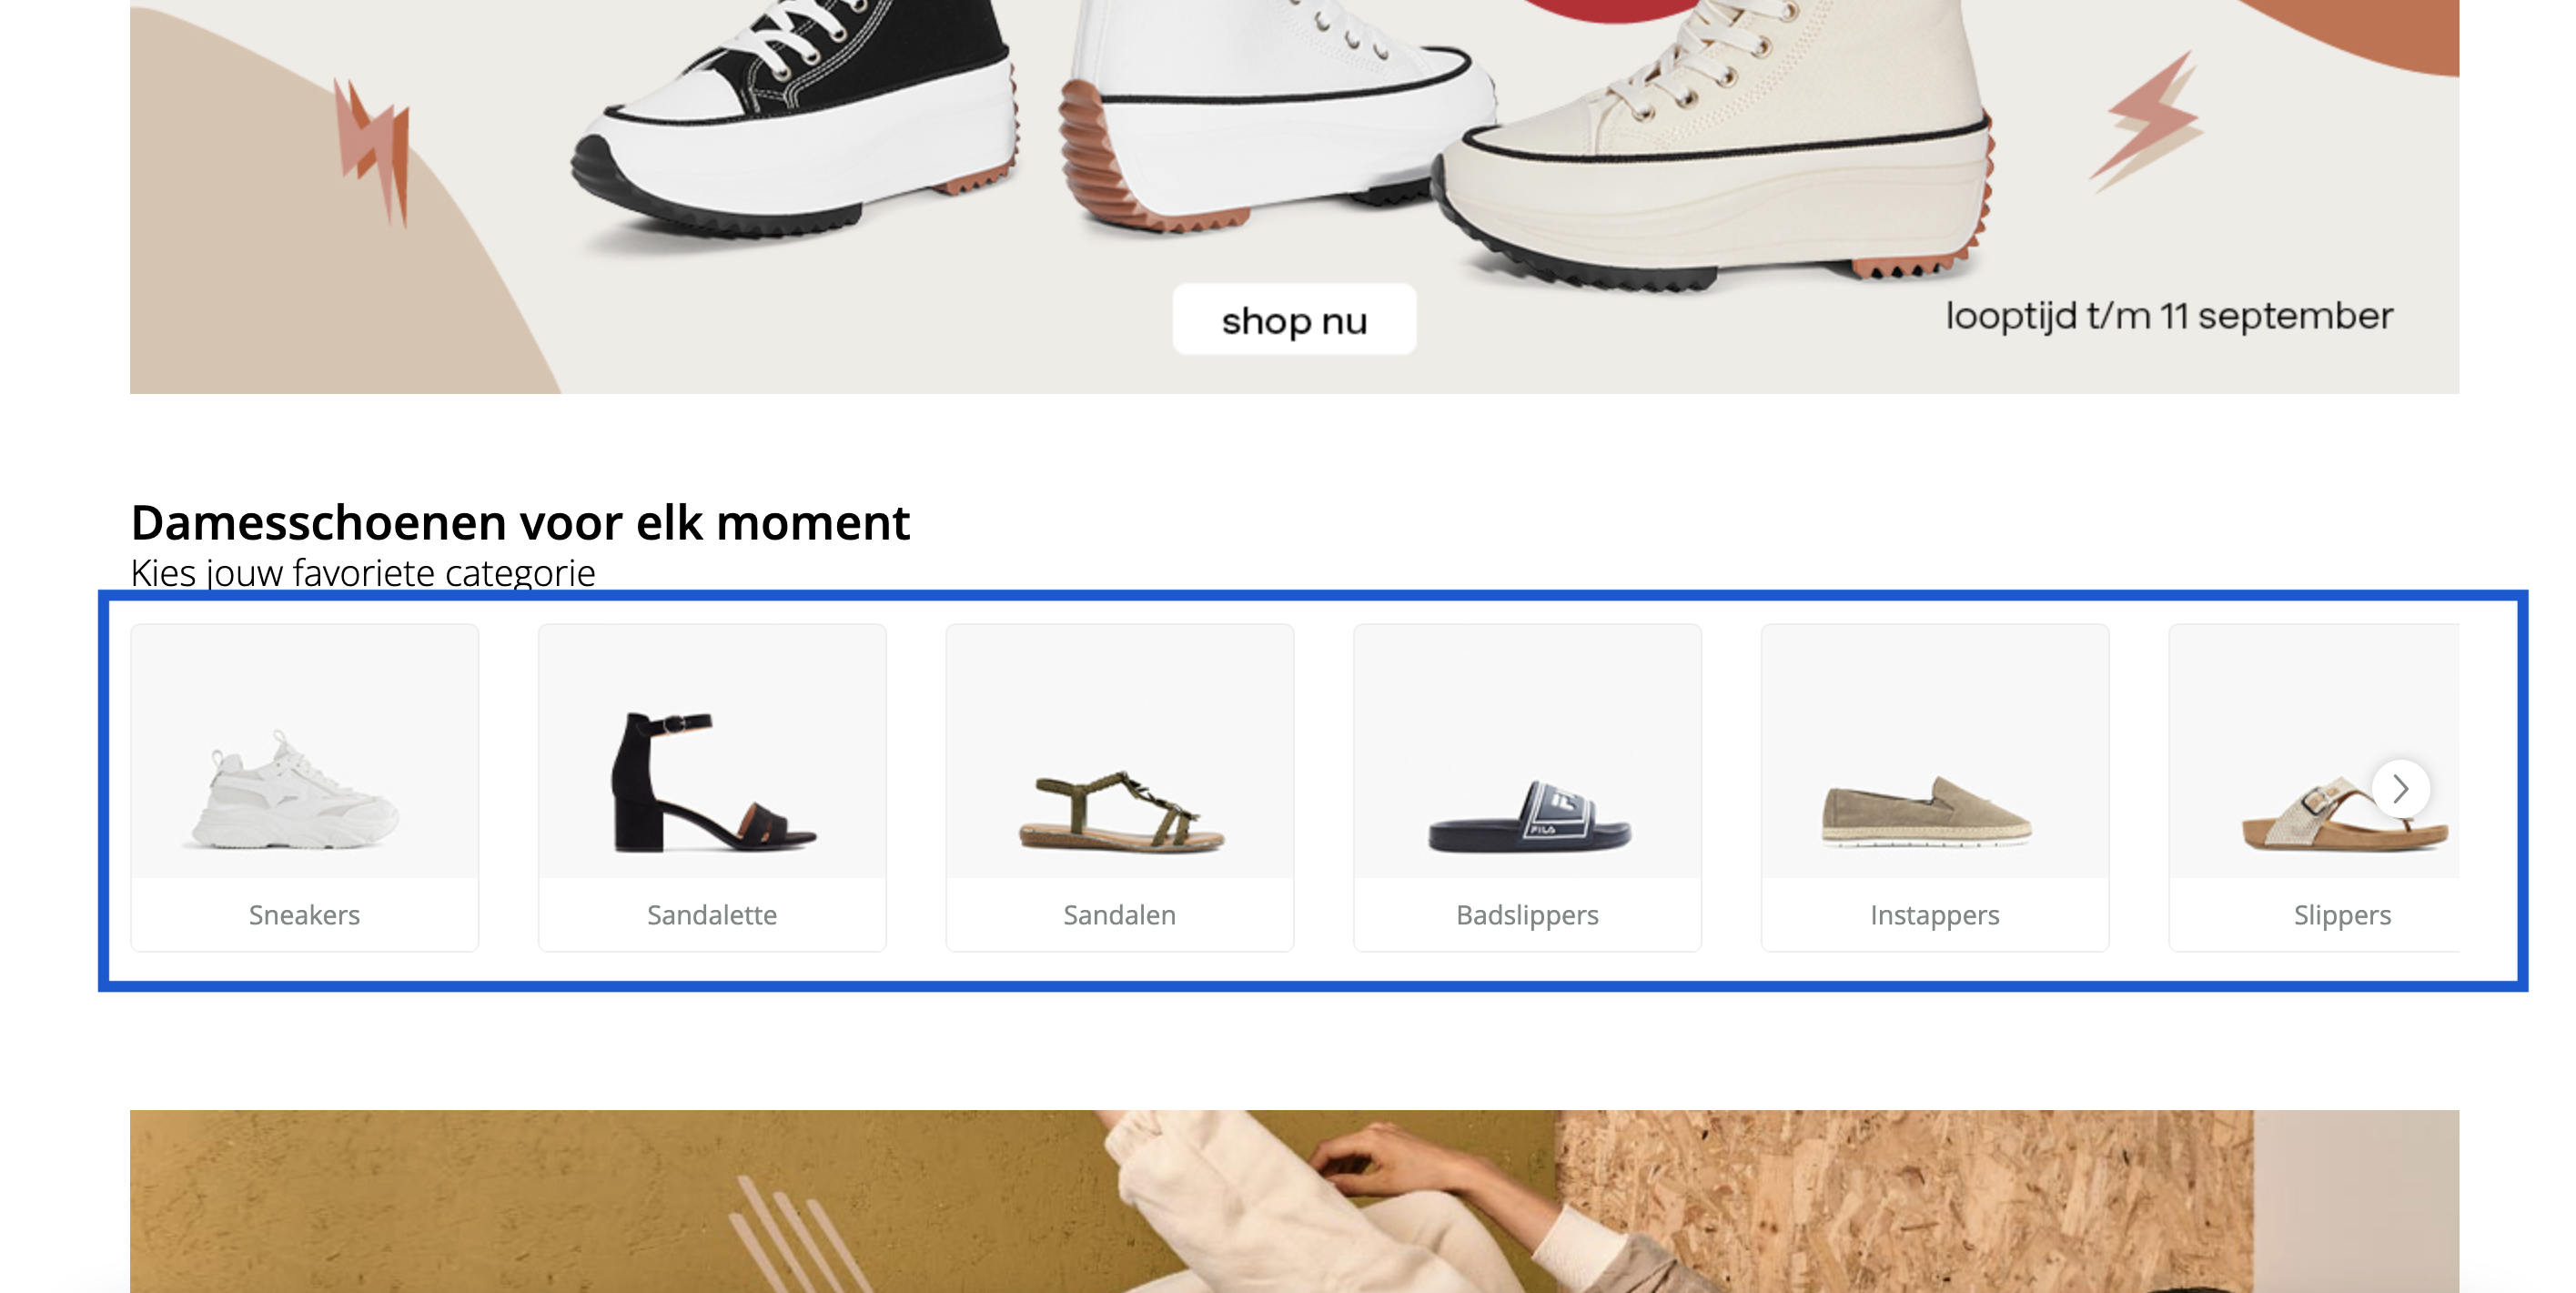 shop nu
looptijd t/m 11 september
Damesschoenen voor elk moment
Kies jouw favoriete categorie
FILA
Sneakers
Sandalette
Sandalen
Badslippers
Instappers
Slippers